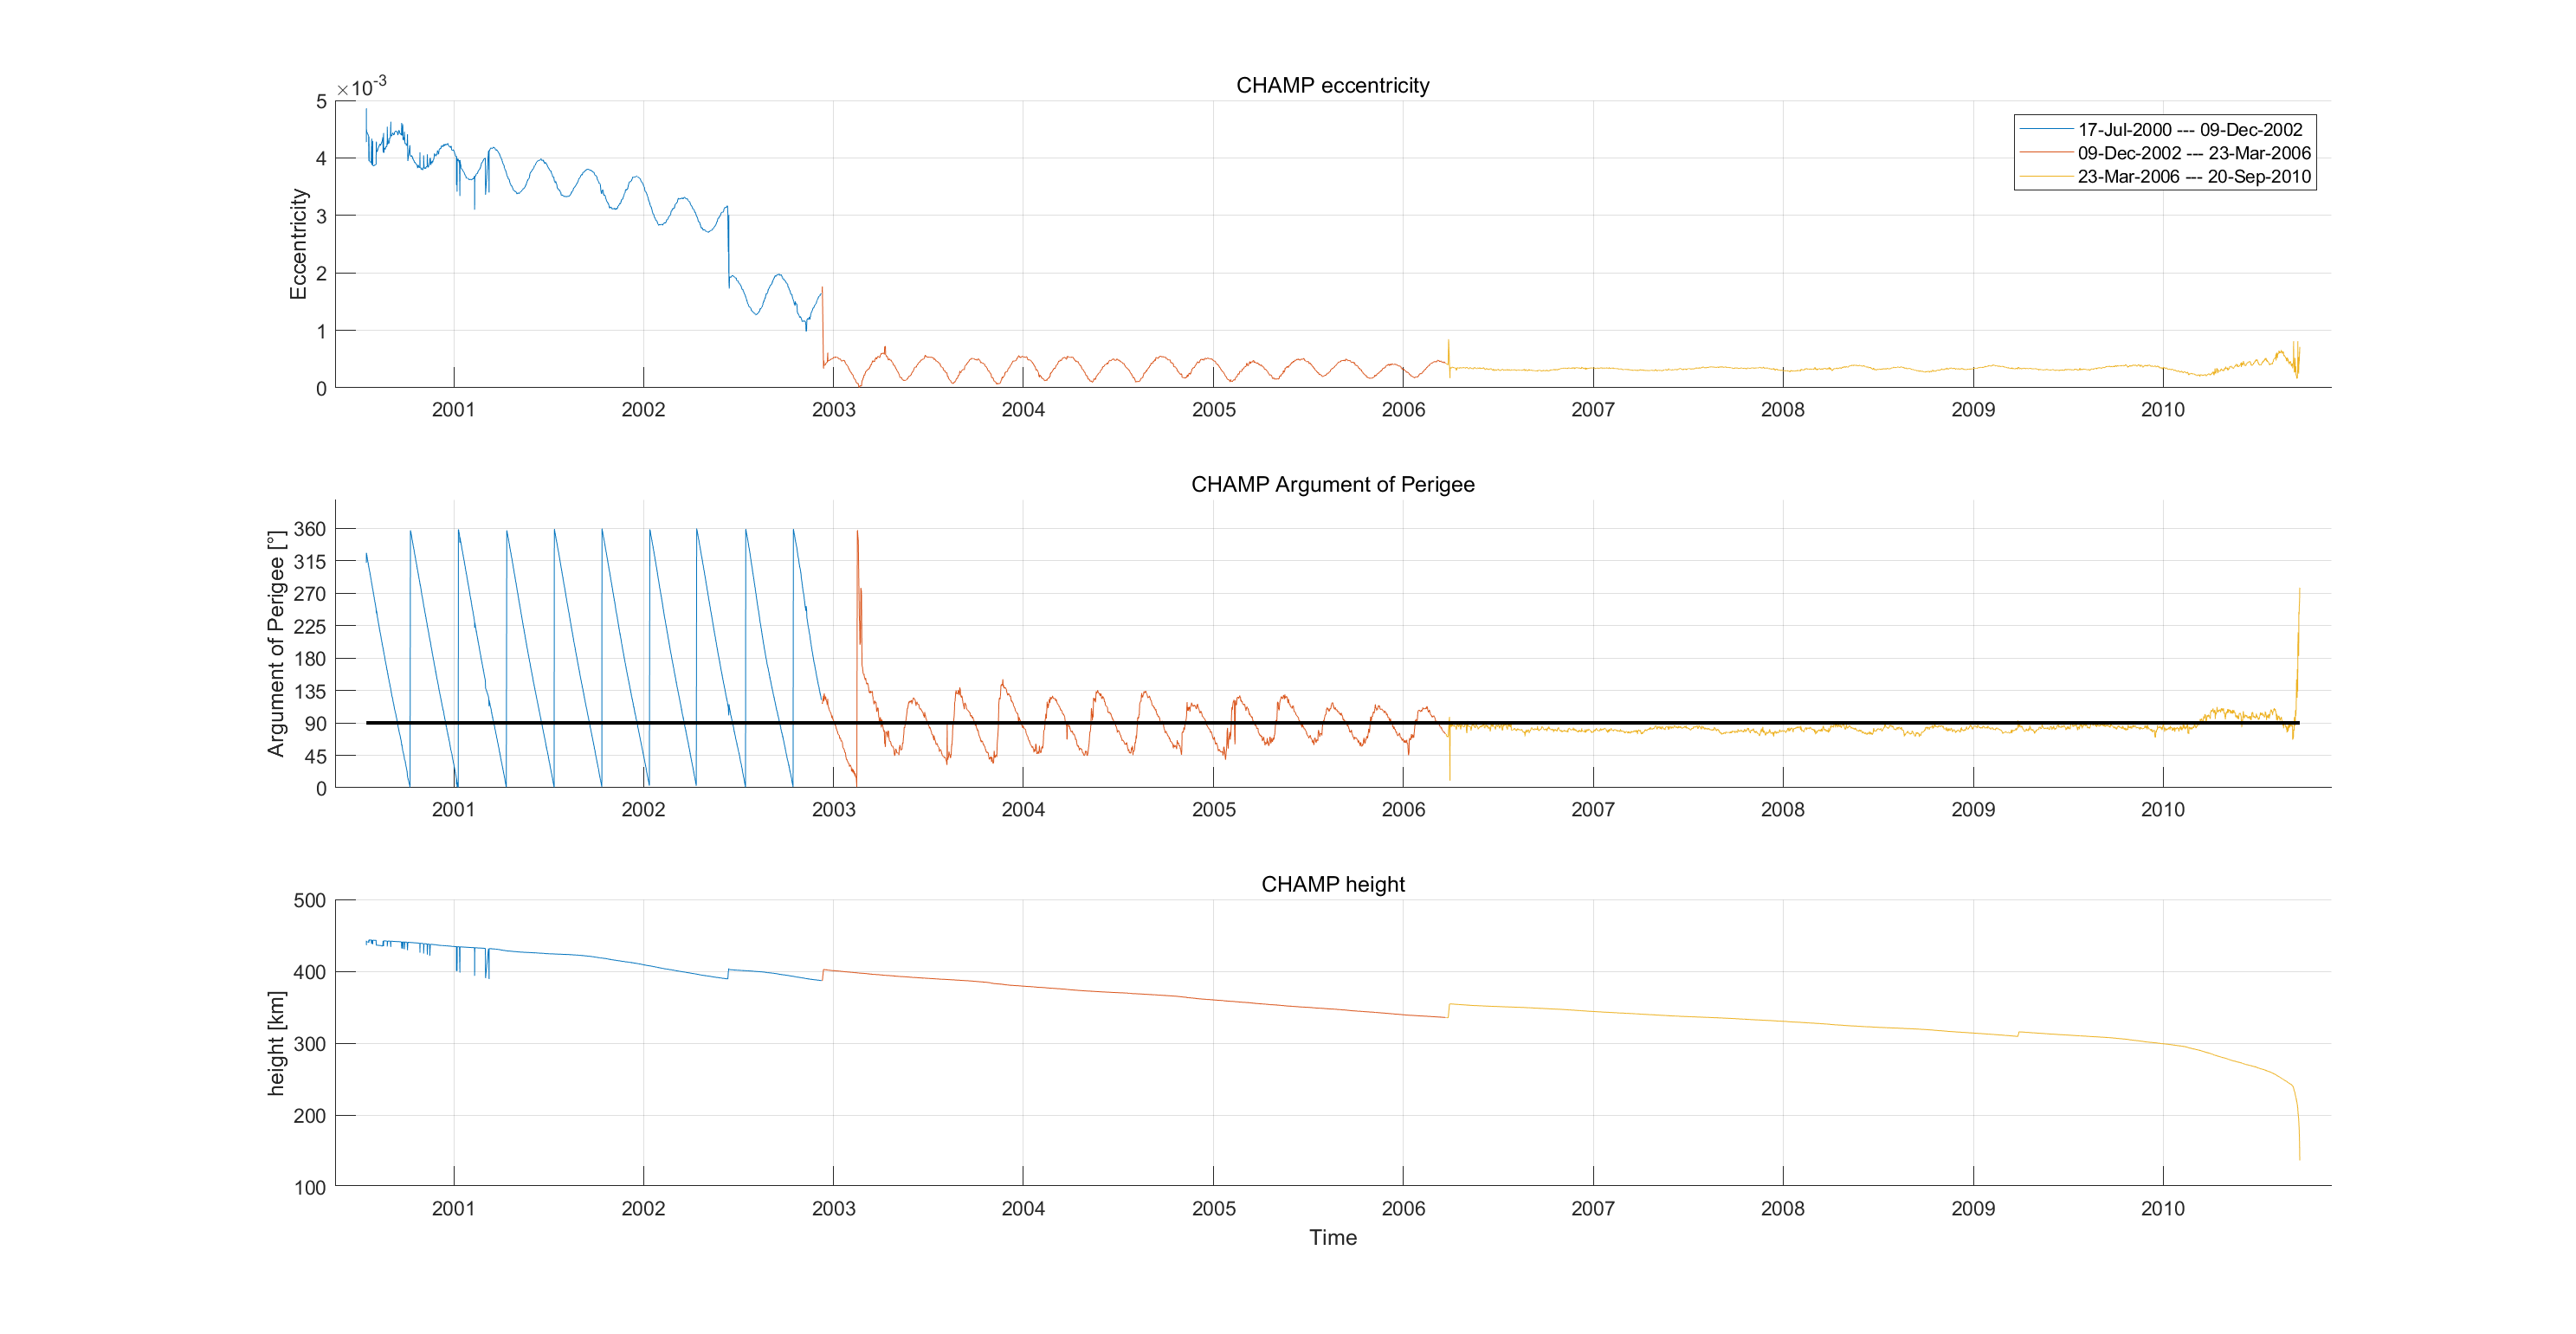 CHAMP eccentricity
×10-3
Eccentricity
5
4
3
2
1
0
17-Jul-2000 --- 09-Dec-2002
09-Dec-2002 --- 23-Mar-2006
23-Mar-2006 --- 20-Sep-2010
2001 2002 2003 2004 2005 2006 2007 2008 2009 2010
CHAMP Argument of Perigee
Argument of Perigee [°]
360
315
270
225
180
135
90
45
0
2001 2002 2003 2004 2005 2006 2007 2008 2009 2010
CHAMP height
height [km]
500
400
300
200
100
2001 2002 2003 2004 2005 2006 2007 2008 2009 2010
Time